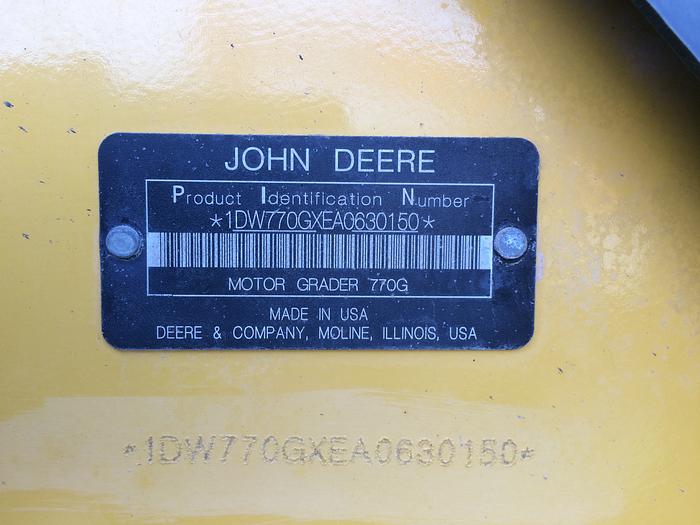 JOHN DEERE
Product Identification Number
*1DW770GXEA0630150*
MOTOR GRADER 770G
MADE IN USA
DEERE & COMPANY, MOLINE, ILLINOIS, USA
*1DW770GXEA0630150*